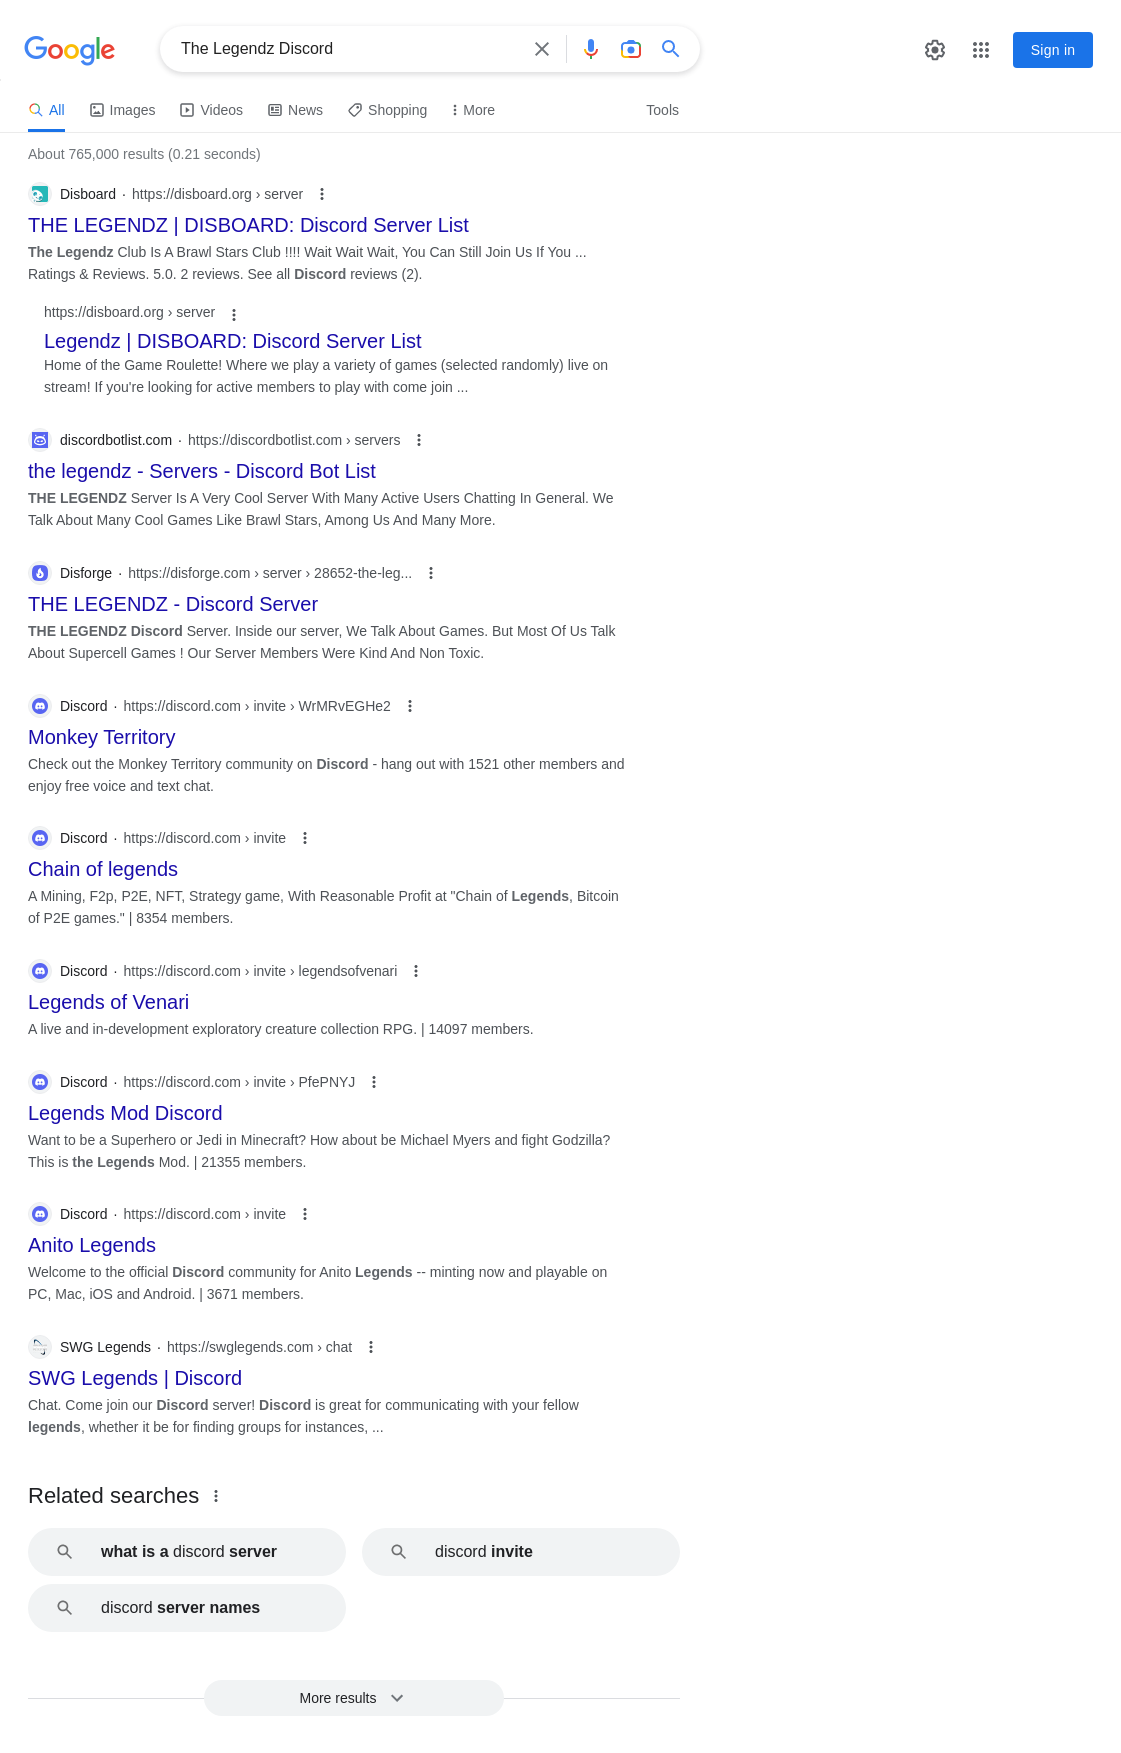 Google
The Legendz Discord
Sign in
All
Images
Videos
News
Shopping
More
Tools
About 765,000 results (0.21 seconds)
Disboard · https://disboard.org › server
THE LEGENDZ | DISBOARD: Discord Server List
The Legendz Club Is A Brawl Stars Club !!!! Wait Wait Wait, You Can Still Join Us If You ...
Ratings & Reviews. 5.0. 2 reviews. See all Discord reviews (2).
https://disboard.org › server
Legendz | DISBOARD: Discord Server List
Home of the Game Roulette! Where we play a variety of games (selected randomly) live on
stream! If you're looking for active members to play with come join ...
discordbotlist.com · https://discordbotlist.com › servers
the legendz - Servers - Discord Bot List
THE LEGENDZ Server Is A Very Cool Server With Many Active Users Chatting In General. We
Talk About Many Cool Games Like Brawl Stars, Among Us And Many More.
Disforge · https://disforge.com › server › 28652-the-leg...
THE LEGENDZ - Discord Server
THE LEGENDZ Discord Server. Inside our server, We Talk About Games. But Most Of Us Talk
About Supercell Games ! Our Server Members Were Kind And Non Toxic.
Discord · https://discord.com › invite › WrMRvEGHe2
Monkey Territory
Check out the Monkey Territory community on Discord - hang out with 1521 other members and
enjoy free voice and text chat.
Discord · https://discord.com › invite
Chain of legends
A Mining, F2p, P2E, NFT, Strategy game, With Reasonable Profit at "Chain of Legends, Bitcoin
of P2E games." | 8354 members.
Discord · https://discord.com › invite › legendsofvenari
Legends of Venari
A live and in-development exploratory creature collection RPG. | 14097 members.
Discord · https://discord.com › invite › PfePNYJ
Legends Mod Discord
Want to be a Superhero or Jedi in Minecraft? How about be Michael Myers and fight Godzilla?
This is the Legends Mod. | 21355 members.
Discord · https://discord.com › invite
Anito Legends
Welcome to the official Discord community for Anito Legends -- minting now and playable on
PC, Mac, iOS and Android. | 3671 members.
SWG Legends · https://swglegends.com › chat
SWG Legends | Discord
Chat. Come join our Discord server! Discord is great for communicating with your fellow
legends, whether it be for finding groups for instances, ...
Related searches
what is a discord server
discord invite
discord server names
More results